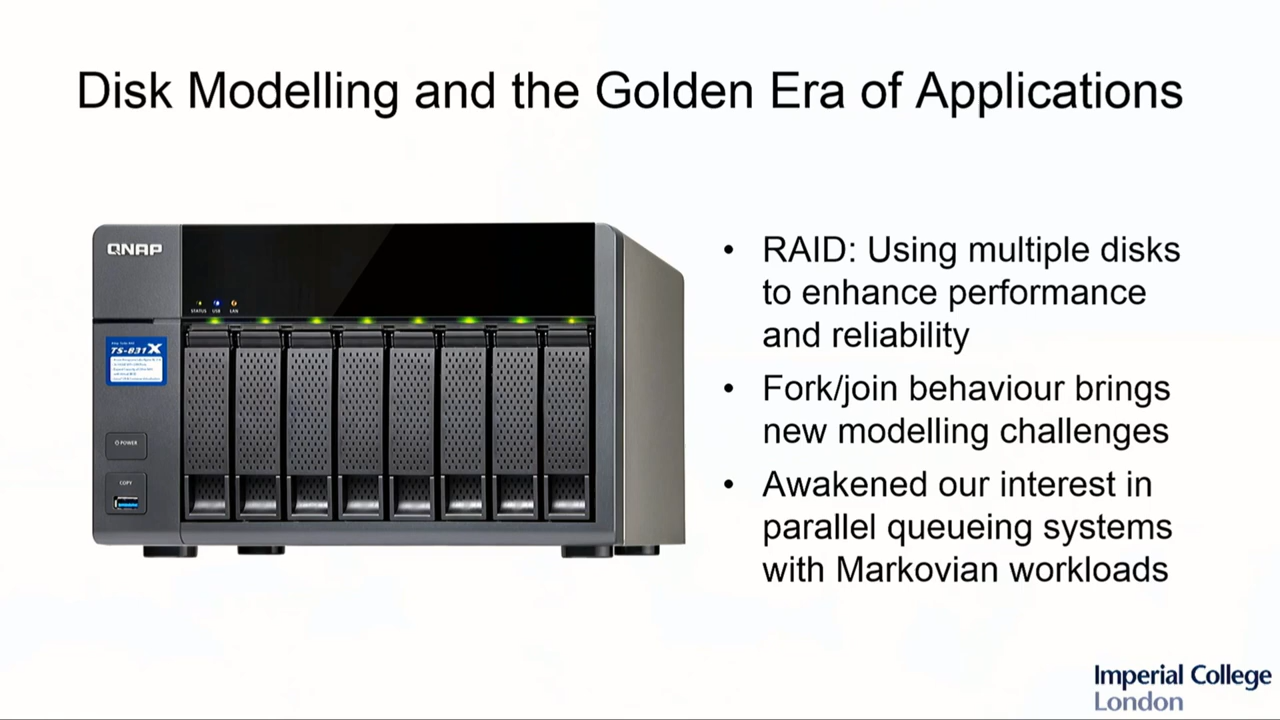 Disk Modelling and the Golden Era of Applications
QNAP
STATUS USB LAN
TS-831X
POWER
COPY
• RAID: Using multiple disks
to enhance performance
and reliability
• Fork/join behaviour brings
new modelling challenges
• Awakened our interest in
parallel queueing systems
with Markovian workloads
Imperial College
London